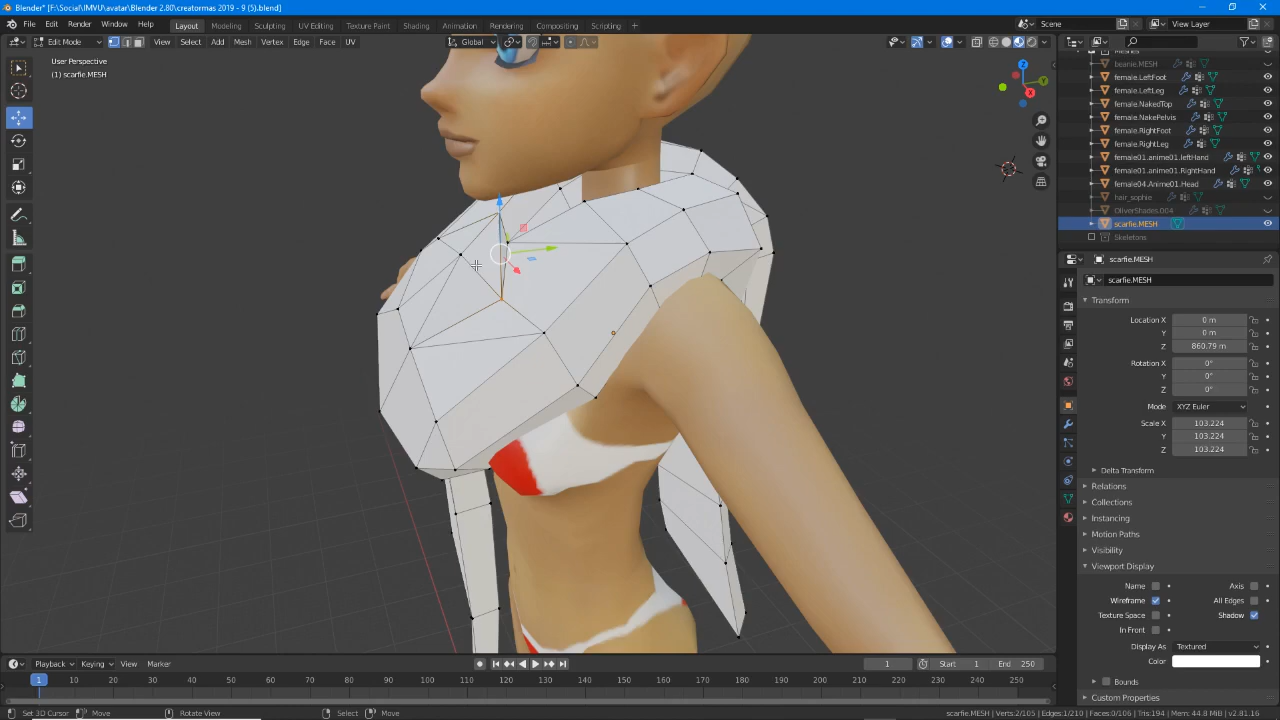 Blender* [F:\Social\IMVU\avatar\Blender 2.80\creatormas 2019 - 9 (5).blend]
File Edit Render Window Help Layout Modeling Sculpting UV Editing Texture Paint Shading Animation Rendering Compositing Scripting + Scene View Layer
Edit Mode View Select Add Mesh Vertex Edge Face UV Global
User Perspective
(1) scarfie.MESH
beanie.MESH
female.LeftFoot
female.LeftLeg
female.NakedTop
female.NakePelvis
female.RightFoot
female.RightLeg
female01.anime01.leftHand
female01.anime01.RightHand
female04.Anime01.Head
hair_sophie
OliverShades.004
scarfie.MESH
Skeletons
scarfie.MESH
scarfie.MESH
Transform
Location X 0 m
Y 0 m
Z 860.79 m
Rotation X 0°
Y 0°
Z 0°
Mode XYZ Euler
Scale X 103.224
Y 103.224
Z 103.224
Delta Transform
Relations
Collections
Instancing
Motion Paths
Visibility
Viewport Display
Name Axis
Wireframe All Edges
Texture Space Shadow
In Front
Display As Textured
Color
Bounds
Custom Properties
Playback Keying View Marker 1 Start 1 End 250
1 10 20 30 40 50 60 70 80 90 100 110 120 130 140 150 160 170 180 190 200 210 220 230 240 250
Set 3D Cursor Move Rotate View Select Move scarfie.MESH | Verts:2/105 | Edges:1/210 | Faces:0/106 | Tris:194 | Mem: 44.8 MiB | v2.81.16